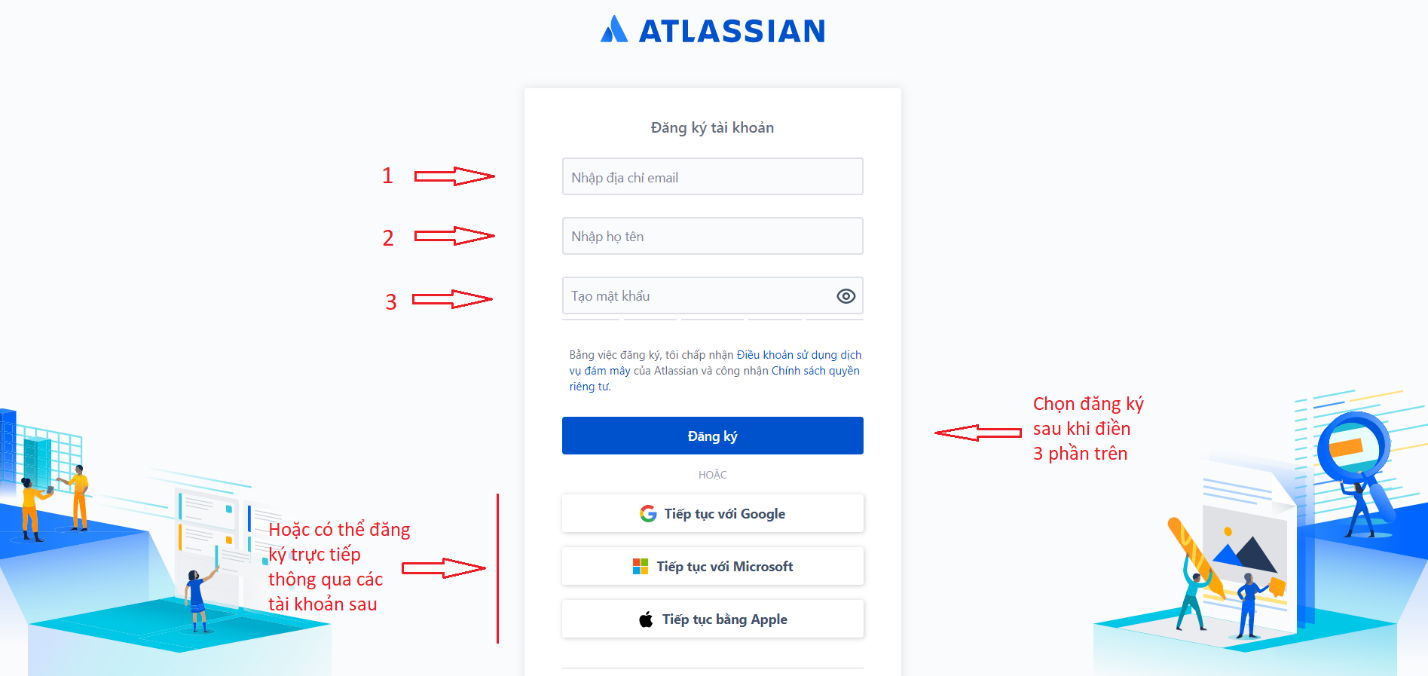 ATLASSIAN
Đăng ký tài khoản
1
Nhập địa chỉ email
2
Nhập họ tên
3
Tạo mật khẩu
Bằng việc đăng ký, tôi chấp nhận Điều khoản sử dụng dịch
vụ đám mây của Atlassian và công nhận Chính sách quyền
riêng tư.
Đăng ký
Chọn đăng ký
sau khi điền
3 phần trên
HOẶC
Tiếp tục với Google
Hoặc có thể đăng
ký trực tiếp
thông qua các
tài khoản sau
Tiếp tục với Microsoft
Tiếp tục bằng Apple